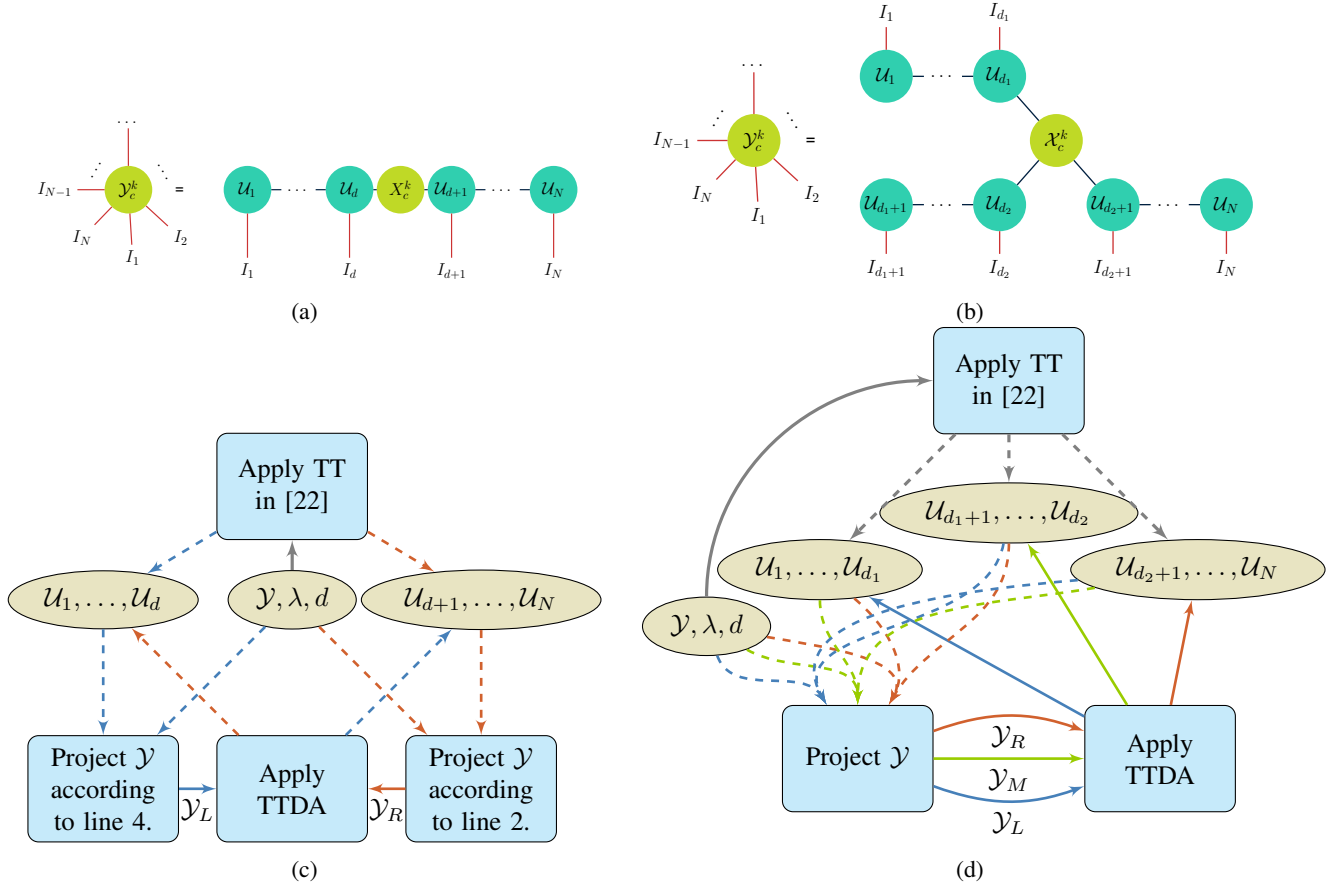 ⋯
⋱
⋰
I_{N−1}
𝒴_c^k
=
I_N
I_1
I_2
𝒰_1
⋯
𝒰_d
X_c^k
𝒰_{d+1}
⋯
𝒰_N
I_1
I_d
I_{d+1}
I_N
(a)
⋯
⋰
⋱
I_{N−1}
𝒴_c^k
=
I_N
I_1
I_2
I_1
I_{d_1}
𝒰_1
⋯
𝒰_{d_1}
𝒳_c^k
𝒰_{d_1+1}
⋯
𝒰_{d_2}
𝒰_{d_2+1}
⋯
𝒰_N
I_{d_1+1}
I_{d_2}
I_{d_2+1}
I_N
(b)
Apply TT
in [22]
𝒰_1, . . . , 𝒰_d
𝒴, λ, d
𝒰_{d+1}, . . . , 𝒰_N
Project 𝒴
according
to line 4.
𝒴_L
Apply
TTDA
𝒴_R
Project 𝒴
according
to line 2.
(c)
Apply TT
in [22]
𝒰_{d_1+1}, . . . , 𝒰_{d_2}
𝒰_1, . . . , 𝒰_{d_1}
𝒰_{d_2+1}, . . . , 𝒰_N
𝒴, λ, d
Project 𝒴
𝒴_R
𝒴_M
𝒴_L
Apply
TTDA
(d)